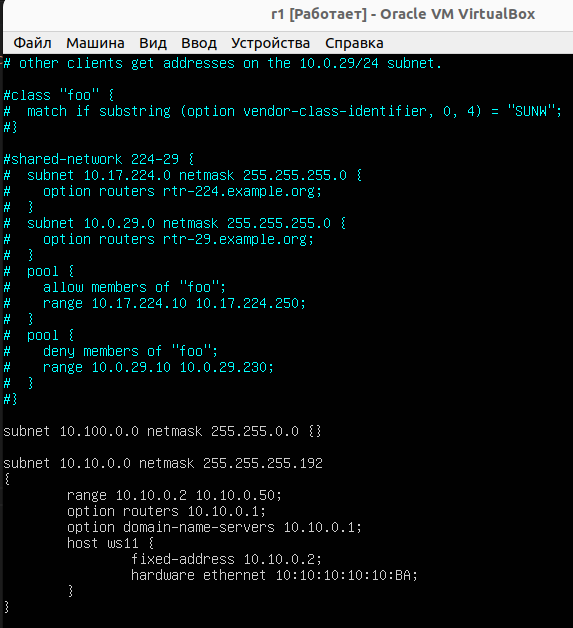 r1 [Работает] - Oracle VM VirtualBox
Файл Машина Вид Ввод Устройства Справка
# other clients get addresses on the 10.0.29/24 subnet.
#class "foo" {
#  match if substring (option vendor-class-identifier, 0, 4) = "SUNW";
#}
#shared-network 224-29 {
#  subnet 10.17.224.0 netmask 255.255.255.0 {
#    option routers rtr-224.example.org;
#  }
#  subnet 10.0.29.0 netmask 255.255.255.0 {
#    option routers rtr-29.example.org;
#  }
#  pool {
#    allow members of "foo";
#    range 10.17.224.10 10.17.224.250;
#  }
#  pool {
#    deny members of "foo";
#    range 10.0.29.10 10.0.29.230;
#  }
#}
subnet 10.100.0.0 netmask 255.255.0.0 {}
subnet 10.10.0.0 netmask 255.255.255.192
{
        range 10.10.0.2 10.10.0.50;
        option routers 10.10.0.1;
        option domain-name-servers 10.10.0.1;
        host ws11 {
                fixed-address 10.10.0.2;
                hardware ethernet 10:10:10:10:10:BA;
        }
}